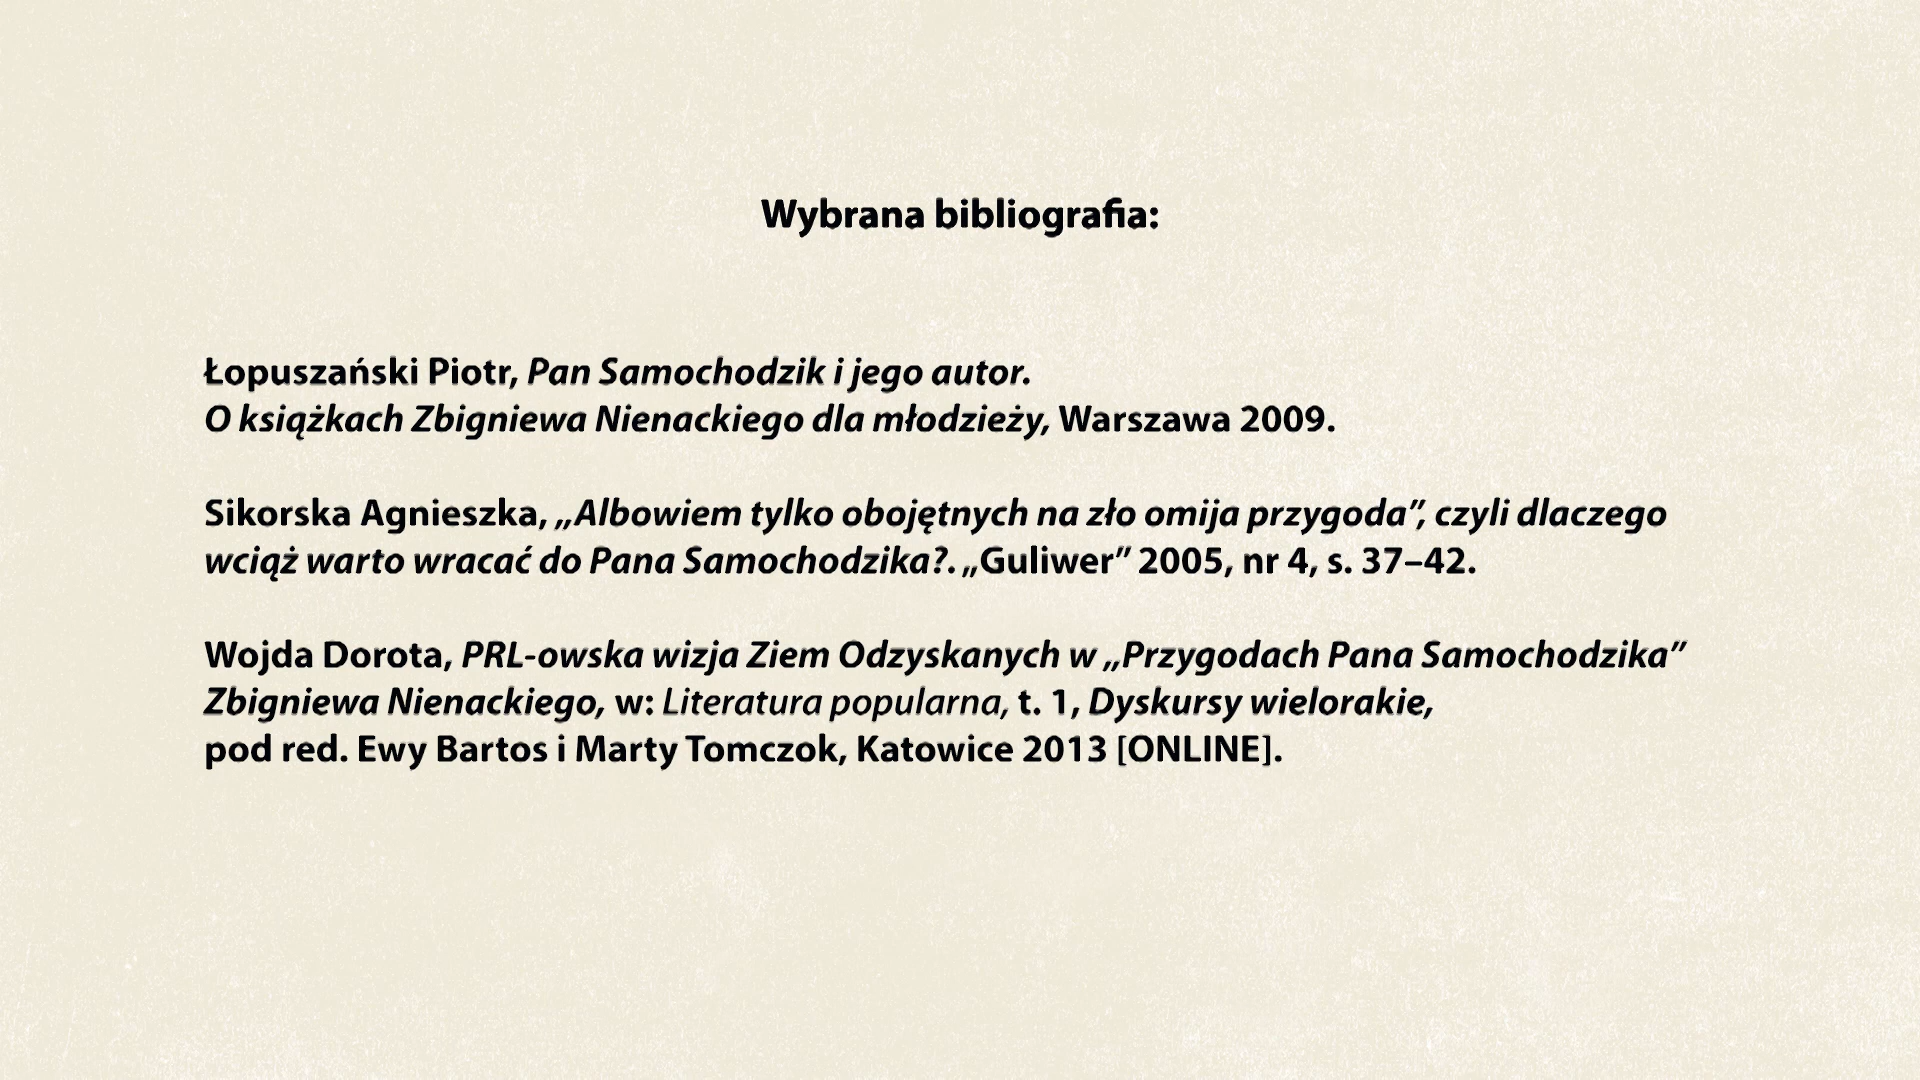 Wybrana bibliografia:
Łopuszański Piotr, Pan Samochodzik i jego autor.
O książkach Zbigniewa Nienackiego dla młodzieży, Warszawa 2009.
Sikorska Agnieszka, „Albowiem tylko obojętnych na zło omija przygoda”, czyli dlaczego
wciąż warto wracać do Pana Samochodzika?. „Guliwer” 2005, nr 4, s. 37–42.
Wojda Dorota, PRL-owska wizja Ziem Odzyskanych w „Przygodach Pana Samochodzika”
Zbigniewa Nienackiego, w: Literatura popularna, t. 1, Dyskursy wielorakie,
pod red. Ewy Bartos i Marty Tomczok, Katowice 2013 [ONLINE].